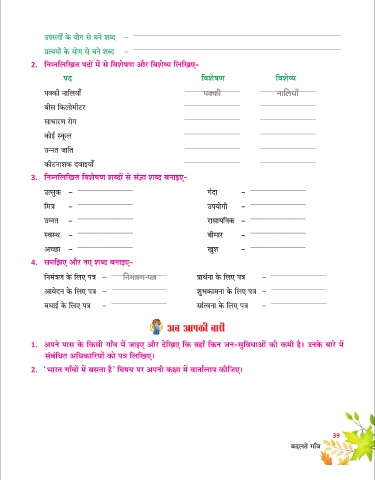 उपसर्गों के योग से बने शब्द –
प्रत्ययों के योग से बने शब्द –
2. निम्नलिखित पदों में से विशेषण और विशेष्य लिखिए–
पद विशेषण विशेष्य
पक्की नालियाँ पक्की नालियाँ
बीस किलोमीटर
साधारण रोग
कोई स्कूल
उन्नत जाति
कीटनाशक दवाइयाँ
3. निम्नलिखित विशेषण शब्दों से संज्ञा शब्द बनाइए–
उत्सुक – गंदा –
मित्र – उपयोगी –
उन्नत – रासायनिक –
स्वस्थ – बीमार –
अच्छा – खुश –
4. समझिए और नए शब्द बनाइए–
निमंत्रण के लिए पत्र – निमंत्रण-पत्र प्रार्थना के लिए पत्र –
आवेदन के लिए पत्र – शुभकामना के लिए पत्र –
बधाई के लिए पत्र – सांत्वना के लिए पत्र –
अब आपकी बारी
1. अपने पास के किसी गाँव में जाइए और देखिए कि वहाँ किन जन-सुविधाओं की कमी है। उनके बारे में
संबंधित अधिकारियों को पत्र लिखिए।
2. 'भारत गाँवों में बसता है' विषय पर अपनी कक्षा में वार्तालाप कीजिए।
39
बदलते गाँव